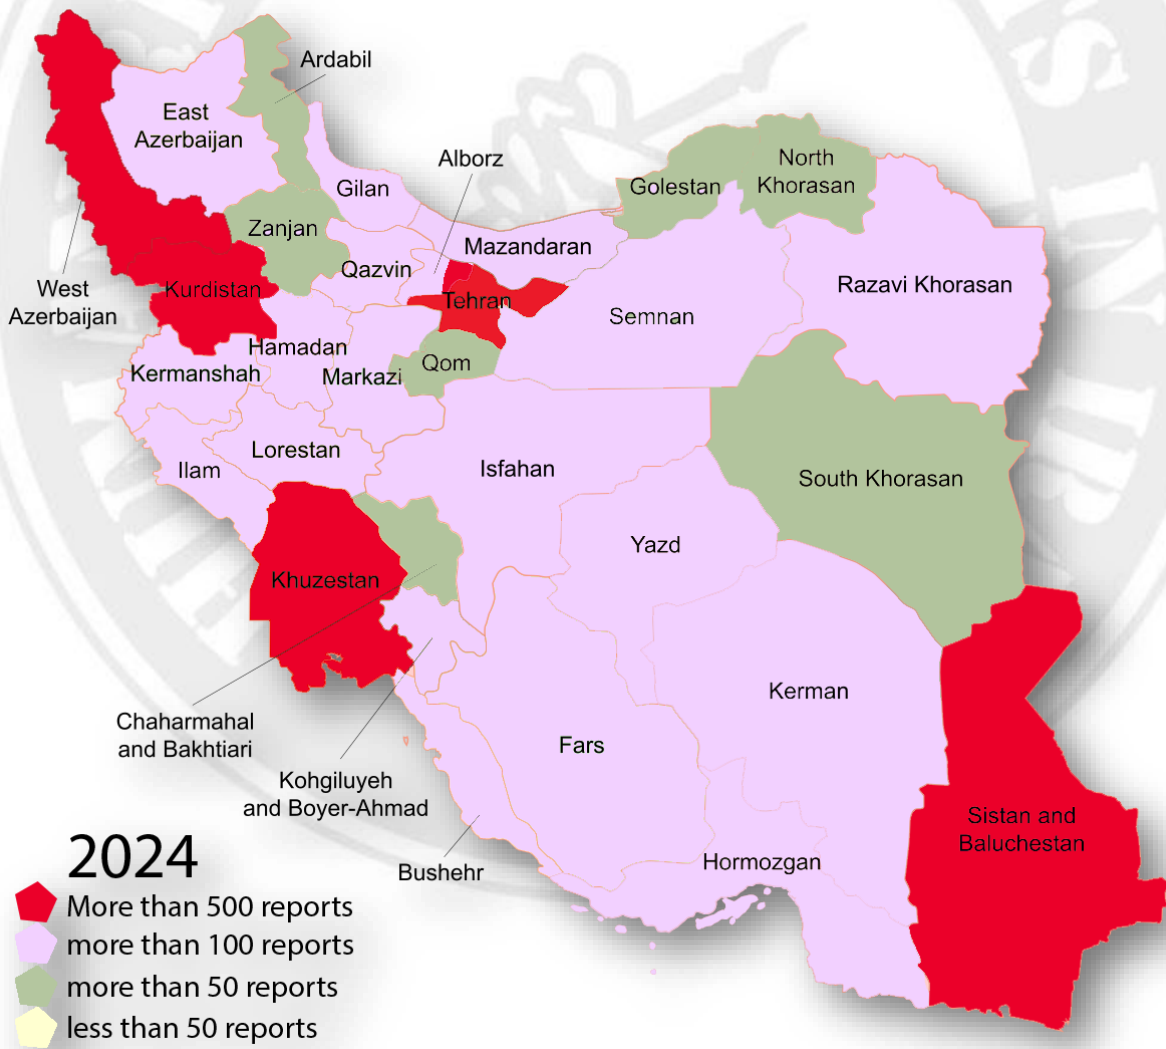 Ardabil
East
Azerbaijan
Alborz
North
Khorasan
Gilan
Golestan
Zanjan
Mazandaran
Qazvin
Razavi Khorasan
West
Azerbaijan
Kurdistan
Tehran
Semnan
Hamadan
Qom
Kermanshah
Markazi
Lorestan
Ilam
Isfahan
South Khorasan
Yazd
Khuzestan
Kerman
Chaharmahal
and Bakhtiari
Fars
Kohgiluyeh
and Boyer-Ahmad
Sistan and
Baluchestan
Bushehr
Hormozgan
2024
More than 500 reports
more than 100 reports
more than 50 reports
less than 50 reports